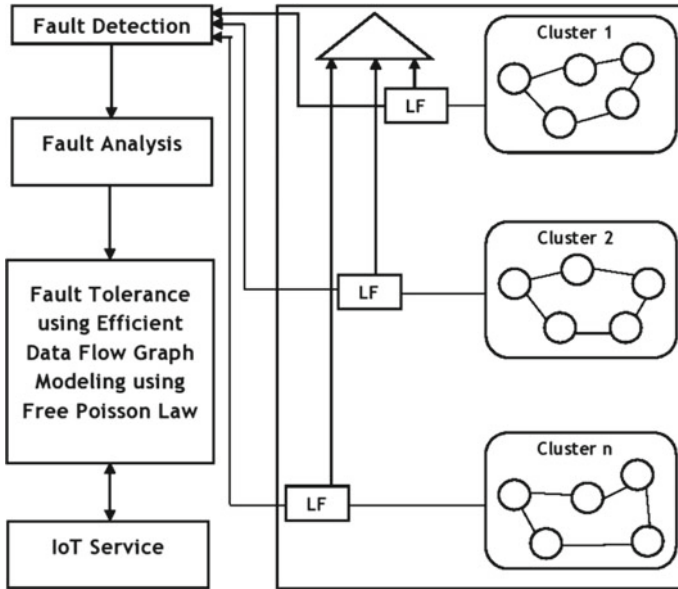 Fault Detection
Fault Analysis
Fault Tolerance
using Efficient
Data Flow Graph
Modeling using
Free Poisson Law
IoT Service
LF
Cluster 1
LF
Cluster 2
LF
Cluster n